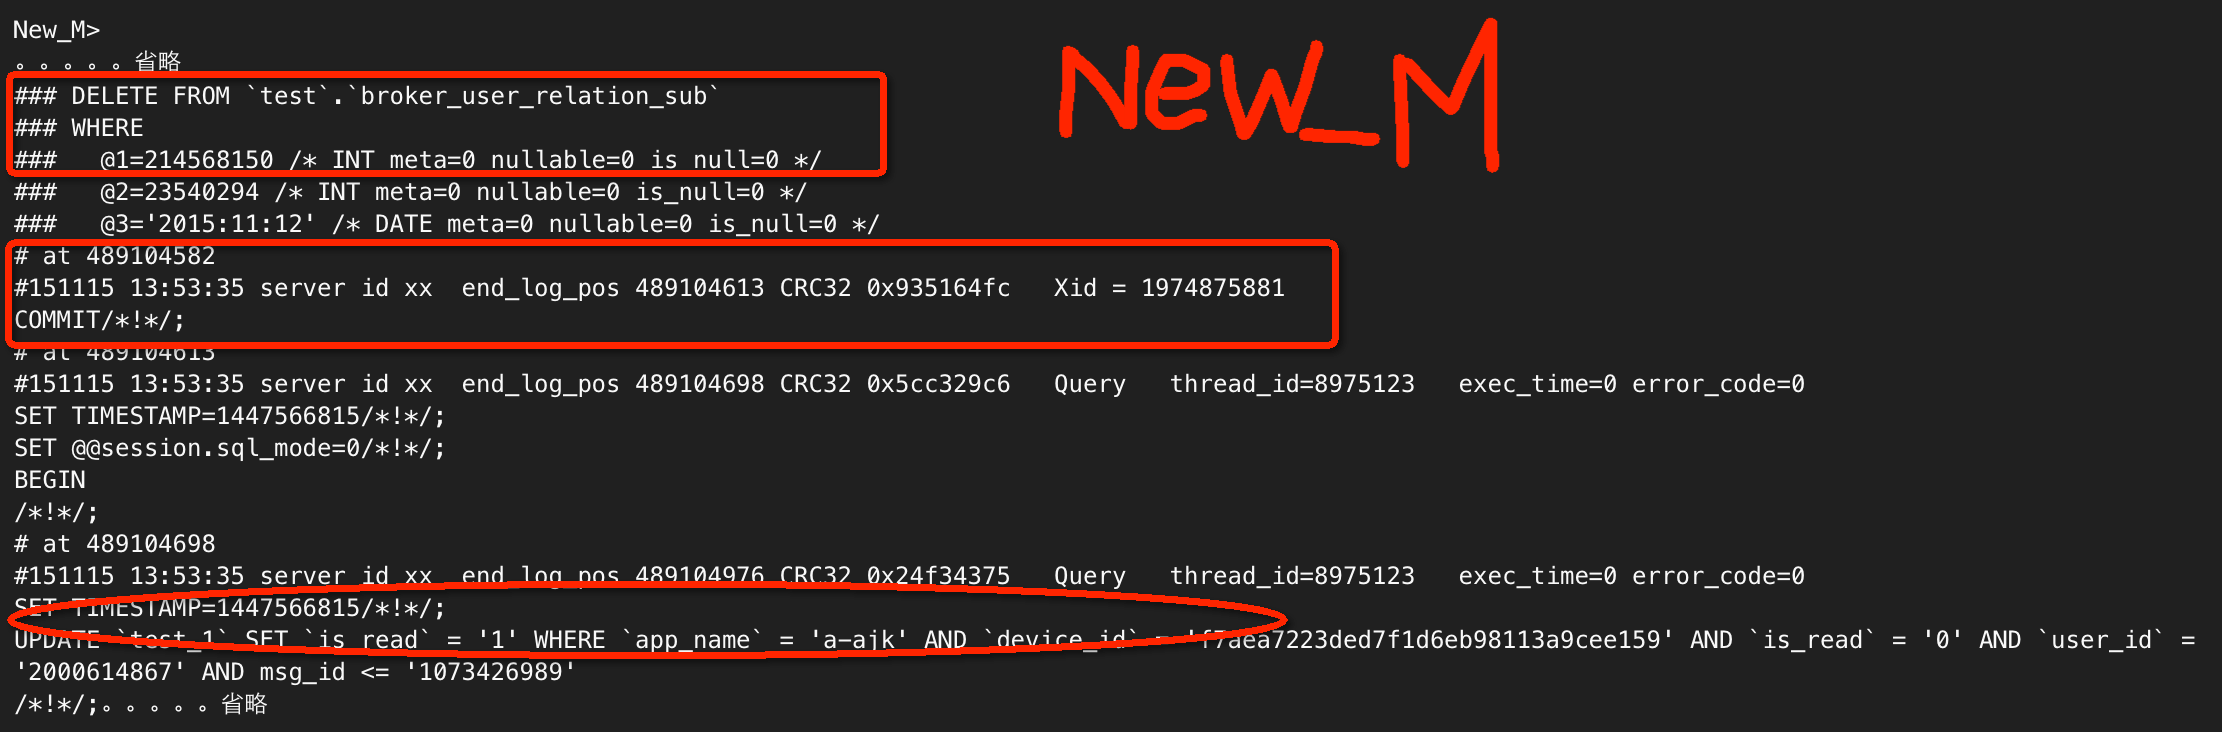 New_M>
。。。。。省略
NeW_M
### DELETE FROM `test`.`broker_user_relation_sub`
### WHERE
###   @1=214568150 /* INT meta=0 nullable=0 is_null=0 */
###   @2=23540294 /* INT meta=0 nullable=0 is_null=0 */
###   @3='2015:11:12' /* DATE meta=0 nullable=0 is_null=0 */
# at 489104582
#151115 13:53:35 server id xx  end_log_pos 489104613 CRC32 0x935164fc   Xid = 1974875881
COMMIT/*!*/;
# at 489104613
#151115 13:53:35 server id xx  end_log_pos 489104698 CRC32 0x5cc329c6   Query   thread_id=8975123   exec_time=0 error_code=0
SET TIMESTAMP=1447566815/*!*/;
SET @@session.sql_mode=0/*!*/;
BEGIN
/*!*/;
# at 489104698
#151115 13:53:35 server id xx  end_log_pos 489104976 CRC32 0x24f34375   Query   thread_id=8975123   exec_time=0 error_code=0
SET TIMESTAMP=1447566815/*!*/;
UPDATE `test_1` SET `is_read` = '1' WHERE `app_name` = 'a-ajk' AND `device_id` = 'f7aea7223ded7f1d6eb98113a9cee159' AND `is_read` = '0' AND `user_id` =
'2000614867' AND msg_id <= '1073426989'
/*!*/;。。。。。省略